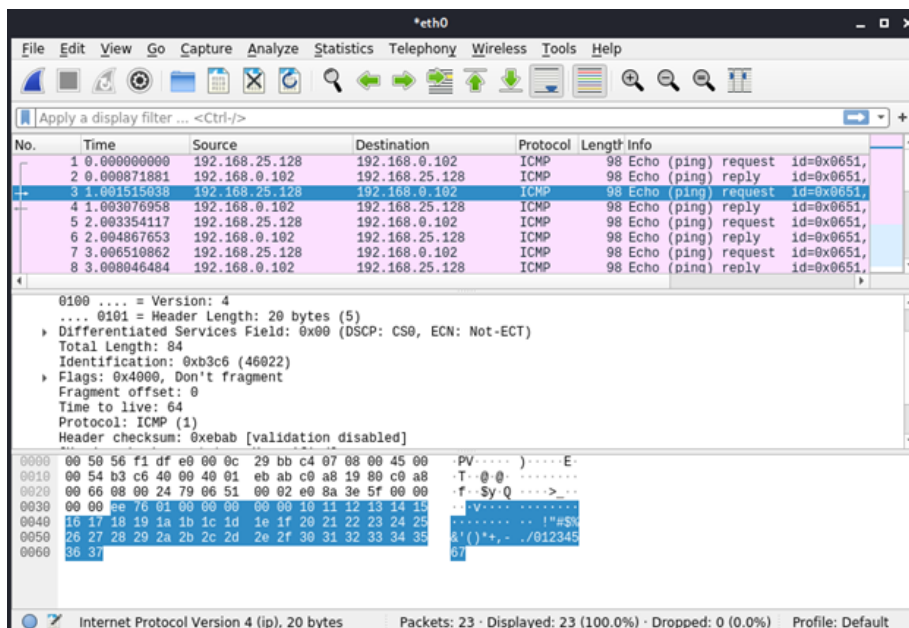 *eth0
File Edit View Go Capture Analyze Statistics Telephony Wireless Tools Help
Apply a display filter ... <Ctrl-/>
No. Time Source Destination Protocol Length Info
1 0.000000000 192.168.25.128 192.168.0.102 ICMP 98 Echo (ping) request id=0x0651,
2 0.000871881 192.168.0.102 192.168.25.128 ICMP 98 Echo (ping) reply id=0x0651,
3 1.001515038 192.168.25.128 192.168.0.102 ICMP 98 Echo (ping) request id=0x0651,
4 1.003076958 192.168.0.102 192.168.25.128 ICMP 98 Echo (ping) reply id=0x0651,
5 2.003354117 192.168.25.128 192.168.0.102 ICMP 98 Echo (ping) request id=0x0651,
6 2.004867653 192.168.0.102 192.168.25.128 ICMP 98 Echo (ping) reply id=0x0651,
7 3.006510862 192.168.25.128 192.168.0.102 ICMP 98 Echo (ping) request id=0x0651,
8 3.008046484 192.168.0.102 192.168.25.128 ICMP 98 Echo (ping) reply id=0x0651,
0100 .... = Version: 4
.... 0101 = Header Length: 20 bytes (5)
Differentiated Services Field: 0x00 (DSCP: CS0, ECN: Not-ECT)
Total Length: 84
Identification: 0xb3c6 (46022)
Flags: 0x4000, Don't fragment
Fragment offset: 0
Time to live: 64
Protocol: ICMP (1)
Header checksum: 0xebab [validation disabled]
0000 00 50 56 f1 df e0 00 0c 29 bb c4 07 08 00 45 00 ·PV····· )·····E·
0010 00 54 b3 c6 40 00 40 01 eb ab c0 a8 19 80 c0 a8 ·T··@·@· ········
0020 00 66 08 00 24 79 06 51 00 02 e0 8a 3e 5f 00 00 ·f··$y·Q ····>_··
0030 00 00 ee 76 01 00 00 00 00 00 10 11 12 13 14 15 ···v···· ········
0040 16 17 18 19 1a 1b 1c 1d 1e 1f 20 21 22 23 24 25 ········ ·· !"#$%
0050 26 27 28 29 2a 2b 2c 2d 2e 2f 30 31 32 33 34 35 &'()*+,- ./012345
0060 36 37 67
Internet Protocol Version 4 (ip), 20 bytes Packets: 23 · Displayed: 23 (100.0%) · Dropped: 0 (0.0%) Profile: Default